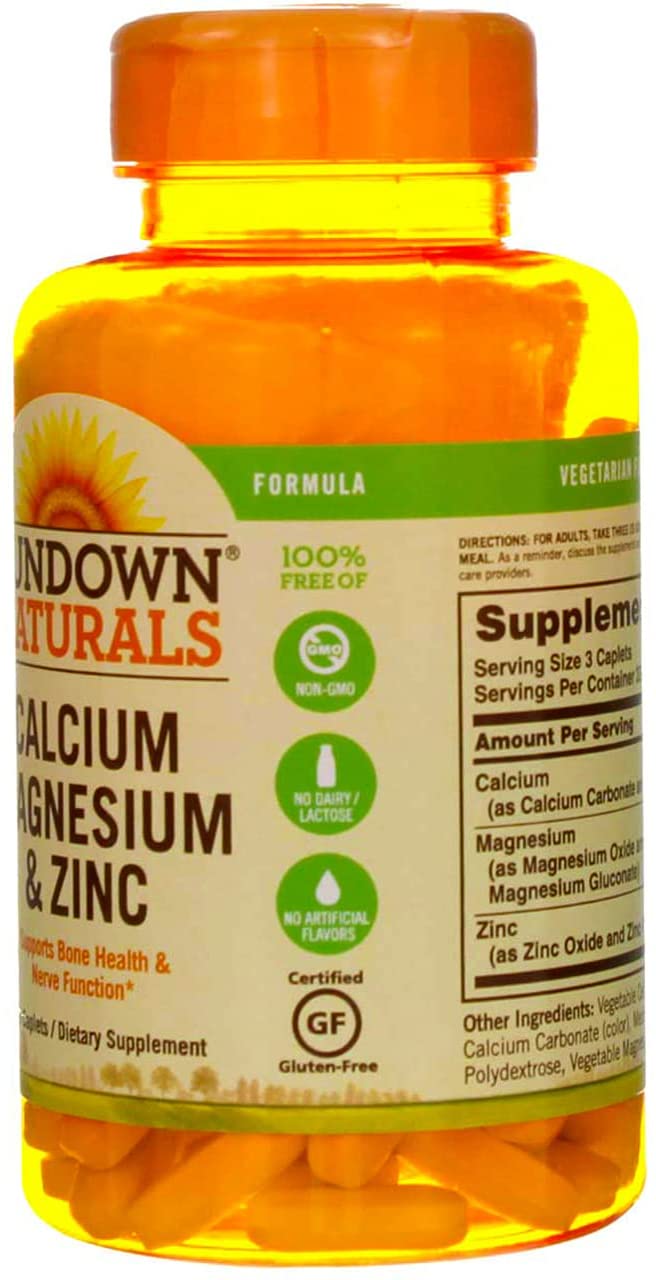 FORMULA
VEGETARIAN
UNDOWN®
ATURALS
CALCIUM
AGNESIUM
& ZINC
Supports Bone Health &
Nerve Function*
Caplets / Dietary Supplement
100%
FREE OF
GMO
NON-GMO
NO DAIRY /
LACTOSE
NO ARTIFICIAL
FLAVORS
Certified
GF
Gluten-Free
DIRECTIONS: FOR ADULTS, TAKE THREE
MEAL. As a reminder, discuss the supplements
care providers.
Suppleme
Serving Size 3 Caplets
Servings Per Container
Amount Per Serving
Calcium
(as Calcium Carbonate
Magnesium
(as Magnesium Oxide and
Magnesium Gluconate)
Zinc
(as Zinc Oxide and Zinc
Other Ingredients: Vegetable
Calcium Carbonate (color),
Polydextrose, Vegetable